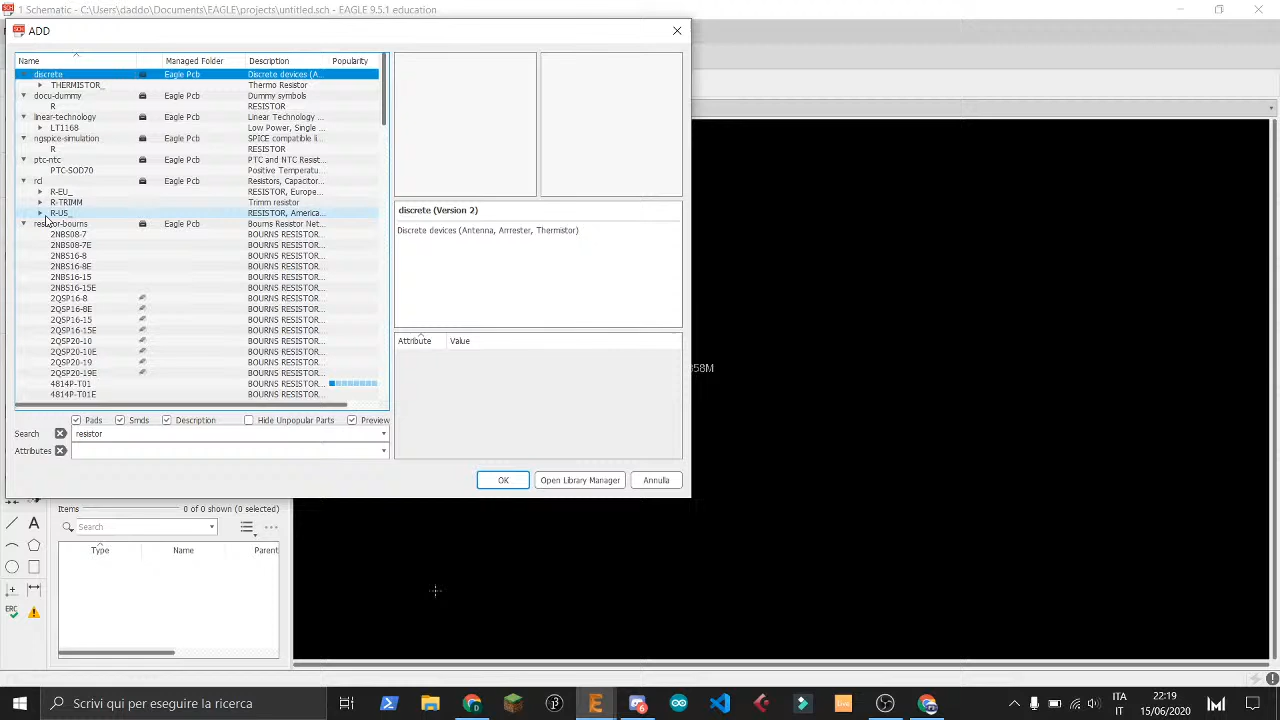 1 Schematic - C:\Users\daddo\Documents\EAGLE\projects\untitled.sch - EAGLE 9.5.1 education
ADD
Name Managed Folder Description Popularity
discrete Eagle Pcb Discrete devices (A...
THERMISTOR_ Thermo Resistor
docu-dummy Eagle Pcb Dummy symbols
R RESISTOR
linear-technology Eagle Pcb Linear Technology ...
LT1168 Low Power, Single ...
ngspice-simulation Eagle Pcb SPICE compatible li...
R RESISTOR
ptc-ntc Eagle Pcb PTC and NTC Resist...
PTC-SOD70 Positive Temperatu...
rcl Eagle Pcb Resistors, Capacitor...
R-EU_ RESISTOR, Europe...
R-TRIMM Trimm resistor
R-US_ RESISTOR, America...
resistor-bourns Eagle Pcb Bourns Resistor Net...
2NBS08-7 BOURNS RESISTOR...
2NBS08-7E BOURNS RESISTOR...
2NBS16-8 BOURNS RESISTOR...
2NBS16-8E BOURNS RESISTOR...
2NBS16-15 BOURNS RESISTOR...
2NBS16-15E BOURNS RESISTOR...
2QSP16-8 BOURNS RESISTOR...
2QSP16-8E BOURNS RESISTOR...
2QSP16-15 BOURNS RESISTOR...
2QSP16-15E BOURNS RESISTOR...
2QSP20-10 BOURNS RESISTOR...
2QSP20-10E BOURNS RESISTOR...
2QSP20-19 BOURNS RESISTOR...
2QSP20-19E BOURNS RESISTOR...
4814P-T01 BOURNS RESISTOR...
4814P-T01E BOURNS RESISTOR...
discrete (Version 2)
Discrete devices (Antenna, Arrester, Thermistor)
Attribute Value
58M
Pads Smds Description Hide Unpopular Parts Preview
Search resistor
Attributes
OK Open Library Manager Annulla
Items 0 of 0 shown (0 selected)
Search
Type Name Parent
ERC
Scrivi qui per eseguire la ricerca
ITA 22:19
IT 15/06/2020